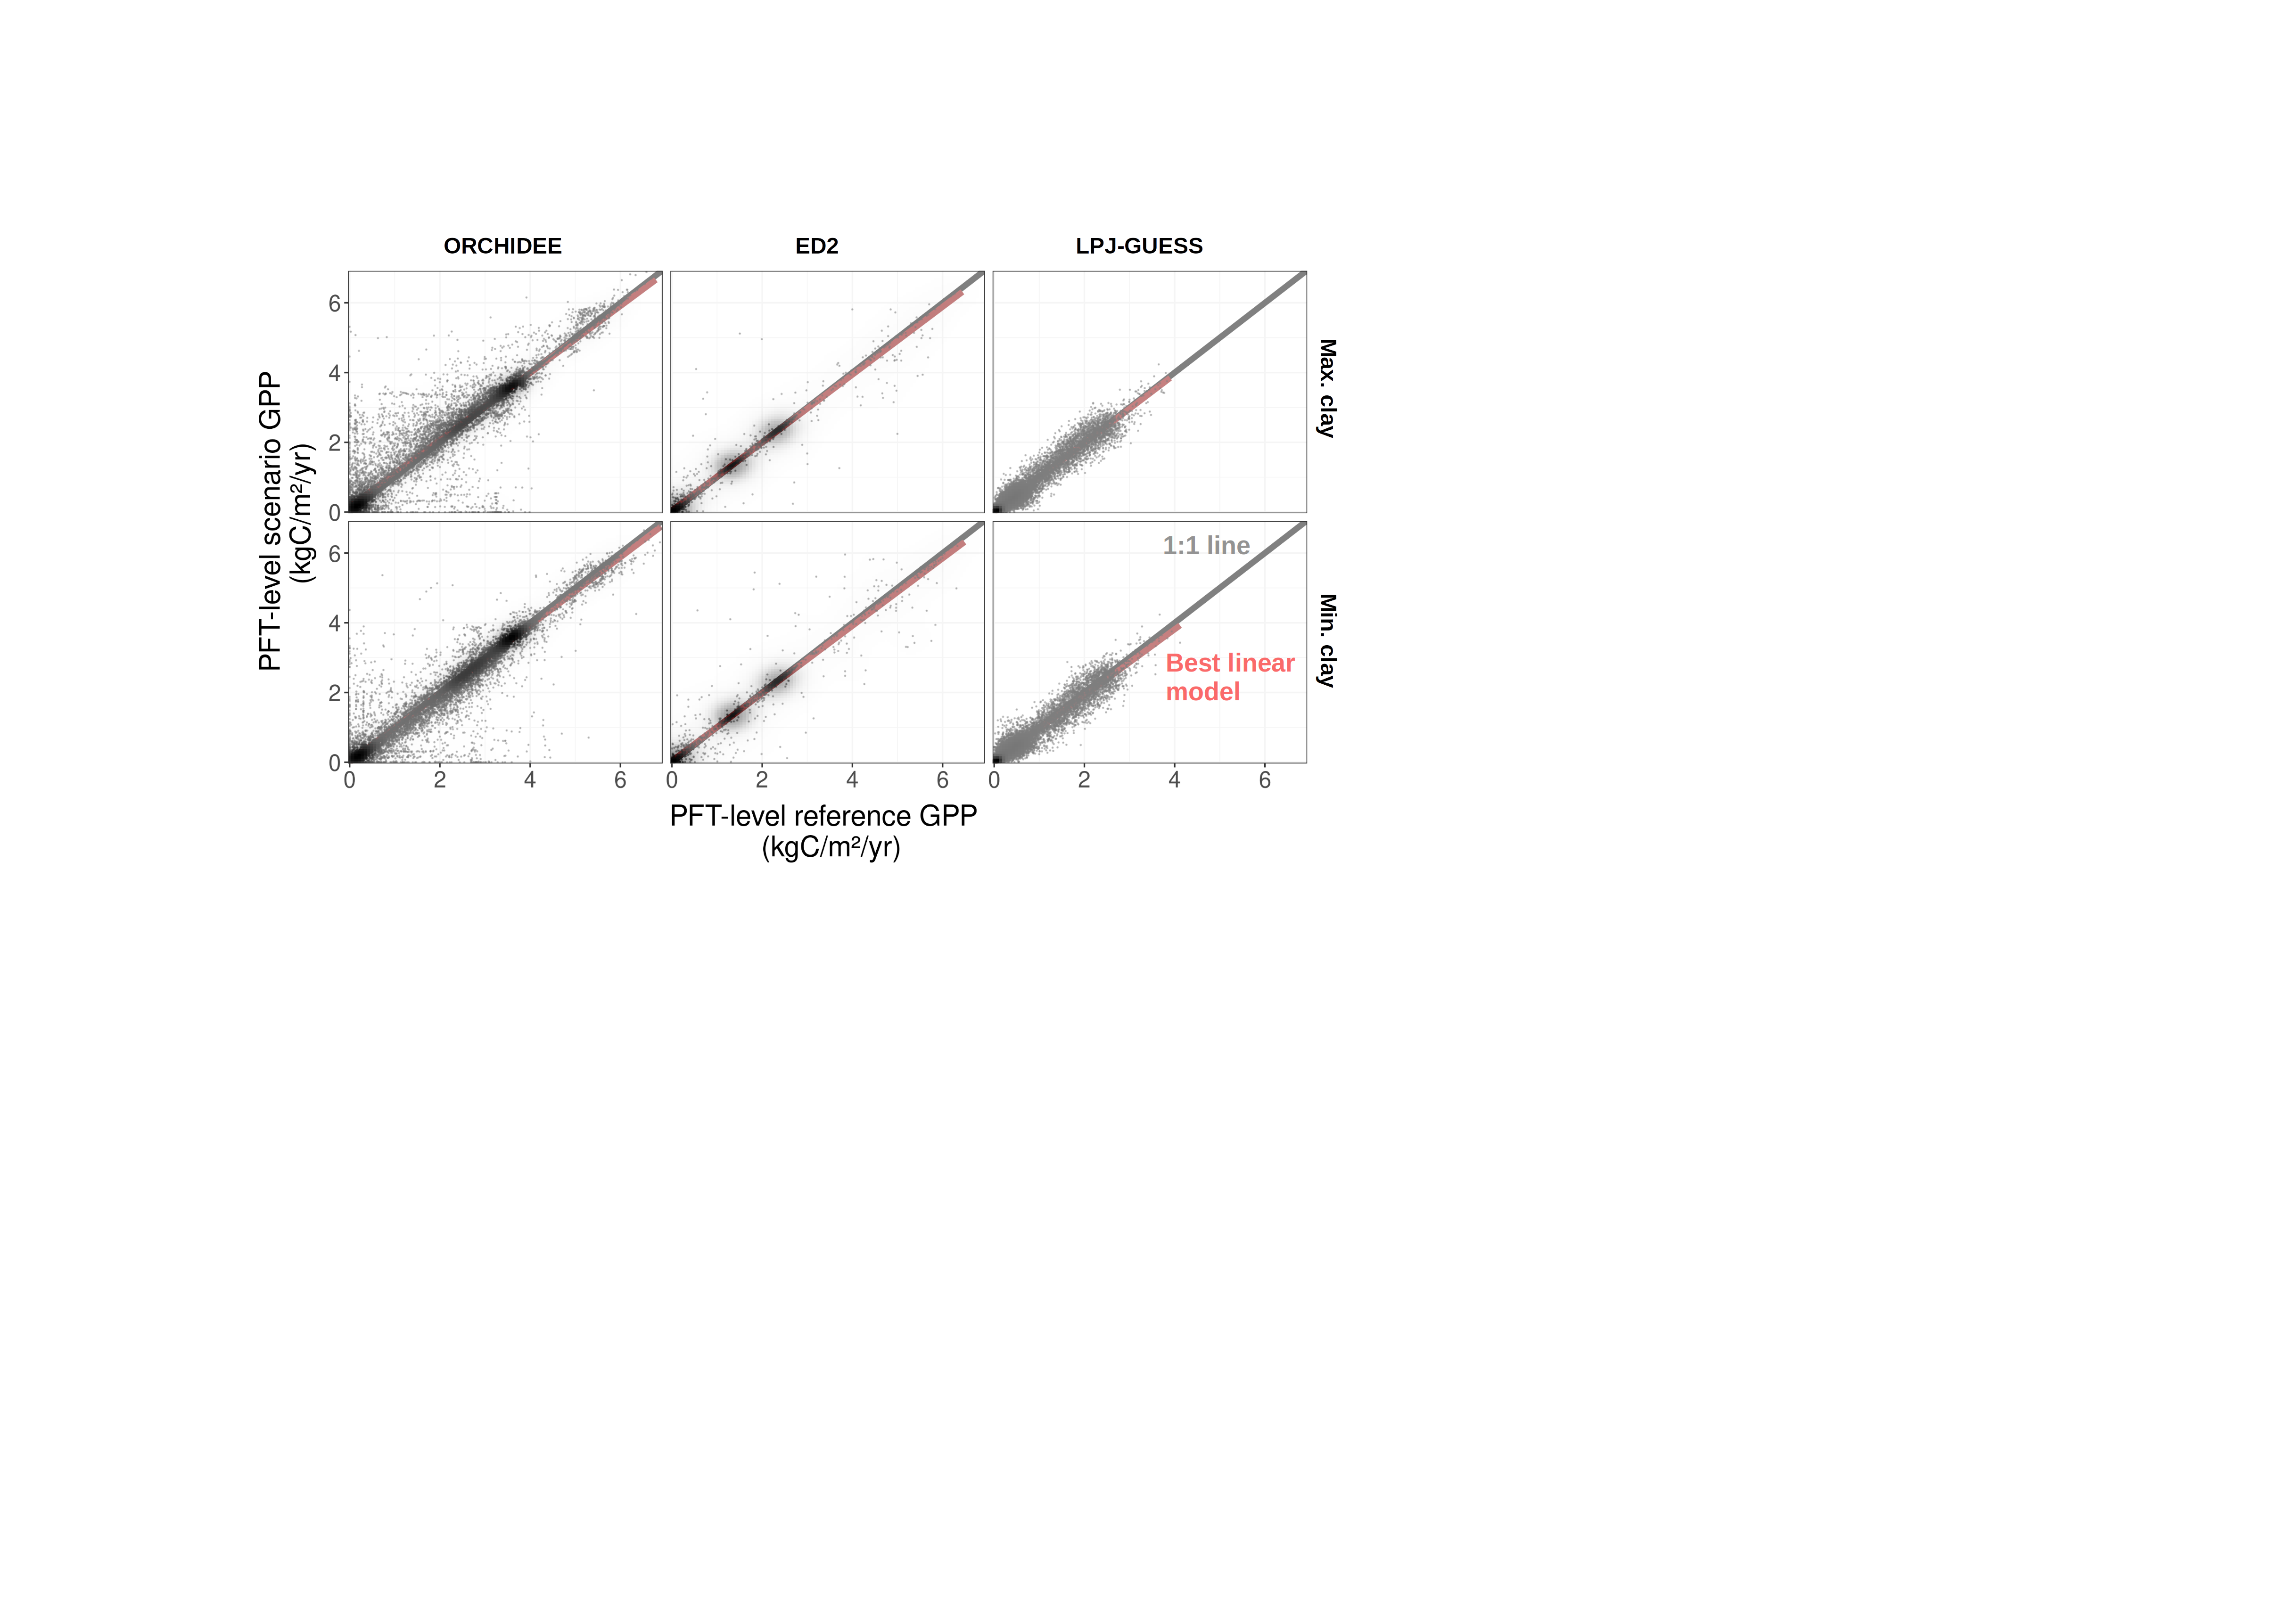 ORCHIDEE
ED2
LPJ-GUESS
PFT-level scenario GPP
(kgC/m²/yr)
6
4
2
0
Max. clay
6
4
2
0
1:1 line
Best linear
model
Min. clay
0 2 4 6
0 2 4 6
0 2 4 6
PFT-level reference GPP
(kgC/m²/yr)